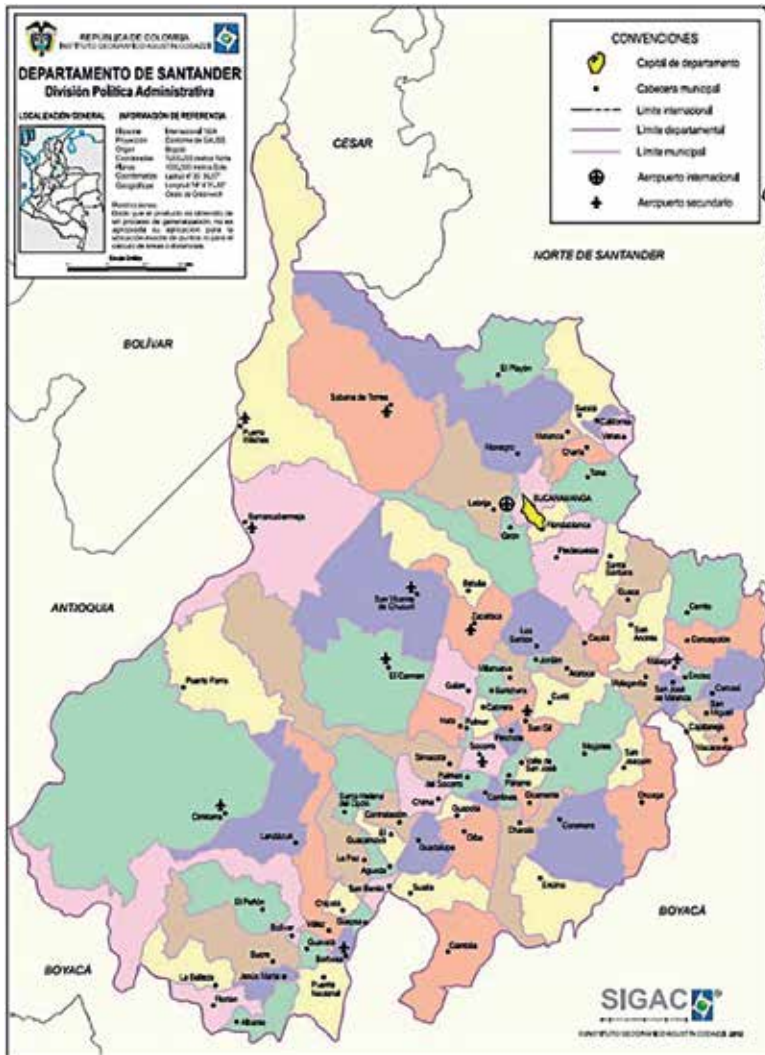 REPÚBLICA DE COLOMBIA
INSTITUTO GEOGRÁFICO AGUSTÍN CODAZZI
DEPARTAMENTO DE SANTANDER
División Política Administrativa
LOCALIZACIÓN GENERAL
INFORMACIÓN DE REFERENCIA
CONVENCIONES
Capital de departamento
Cabecera municipal
Límite internacional
Límite departamental
Límite municipal
Aeropuerto internacional
Aeropuerto secundario
CESAR
NORTE DE SANTANDER
BOLÍVAR
El Playón
Sabana de Torres
Puerto Wilches
Suratá
California
Vetas
Matanza
Charta
Rionegro
Tona
Lebrija
BUCARAMANGA
Floridablanca
Girón
Barrancabermeja
Piedecuesta
Santa Barbara
Guaca
Betulia
San Vicente de Chucurí
Zapatoca
ANTIOQUIA
Cerrito
San Andrés
Los Santos
Cepitá
Concepción
Jordán
Aratoca
Málaga
Enciso
El Carmen
Villanueva
Molagavita
San José de Miranda
Carcasí
Puerto Parra
Galán
Barichara
Curití
San Miguel
Cabrera
Capitanejo
Hato
Palmar
San Gil
Macaravita
Pinchote
Socorro
Mogotes
Simacota
Valle de San José
San Joaquín
Palmas del Socorro
Páramo
Santa Helena del Opón
Confines
Chima
Ocamonte
Onzaga
Cimitarra
Guapotá
Contratación
Charalá
Coromoro
El Guacamayo
Oiba
Landázuri
Guadalupe
La Paz
Aguada
San Benito
Suaita
Encino
El Peñón
Chipatá
Güepsa
Bolívar
Vélez
Guavatá
Barbosa
BOYACÁ
Gambita
Sucre
BOYACÁ
La Belleza
Jesús María
Puente Nacional
Florián
Albania
SIGAC
INSTITUTO GEOGRÁFICO AGUSTÍN CODAZZI 2012